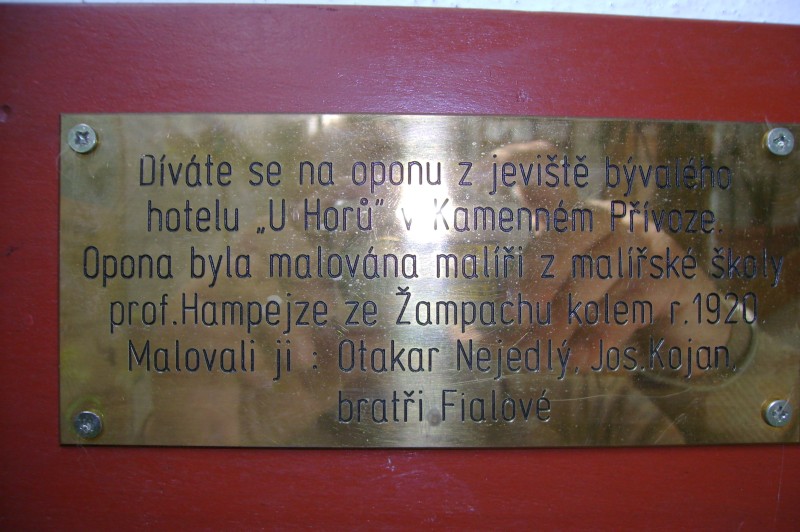 Díváte se na oponu z jeviště bývalého
hotelu „U Horů" v Kamenném Přívoze.
Opona byla malována malíři z malířské školy
prof.Hampejze ze Žampachu kolem r.1920.
Malovali ji : Otakar Nejedlý, Jos.Kojan,
bratři Fialové